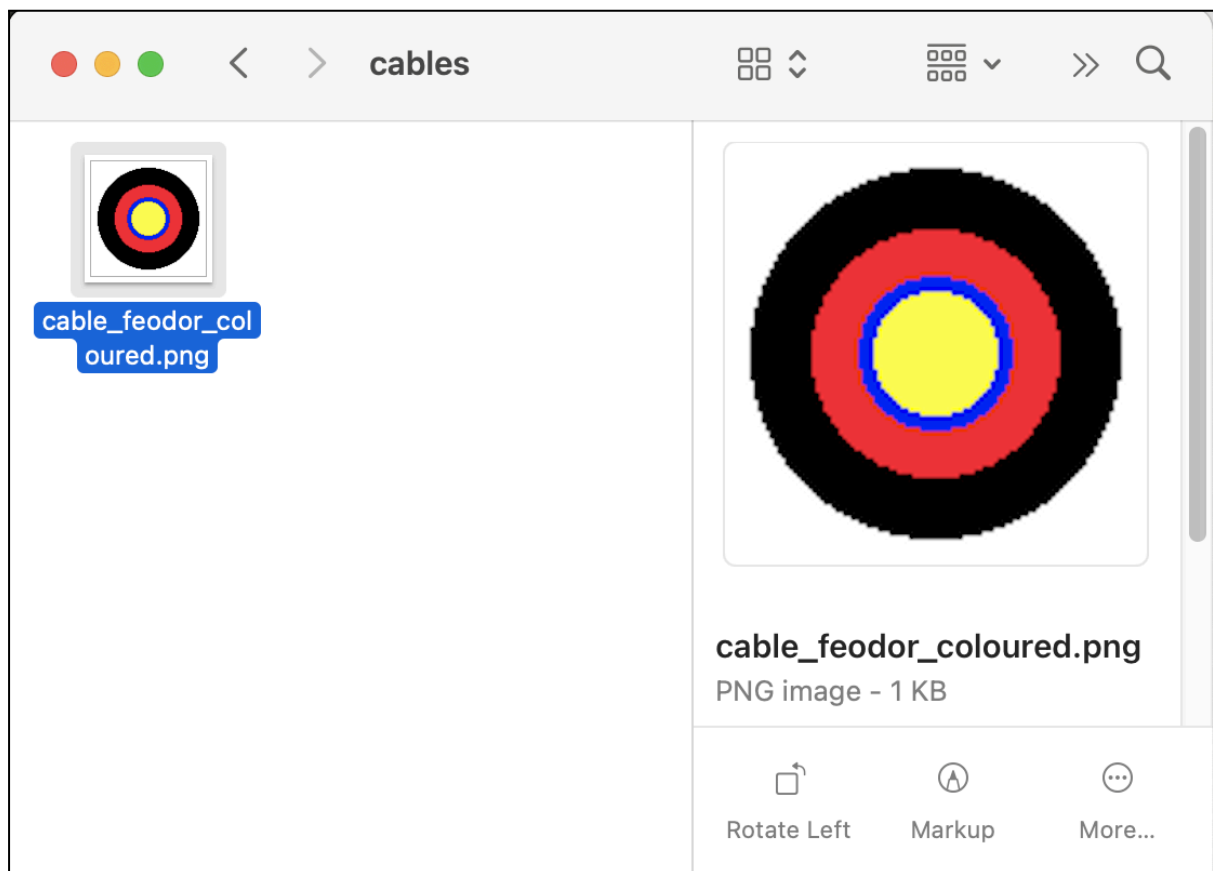 cables
cable_feodor_col
oured.png
cable_feodor_coloured.png
PNG image - 1 KB
Rotate Left
Markup
More...